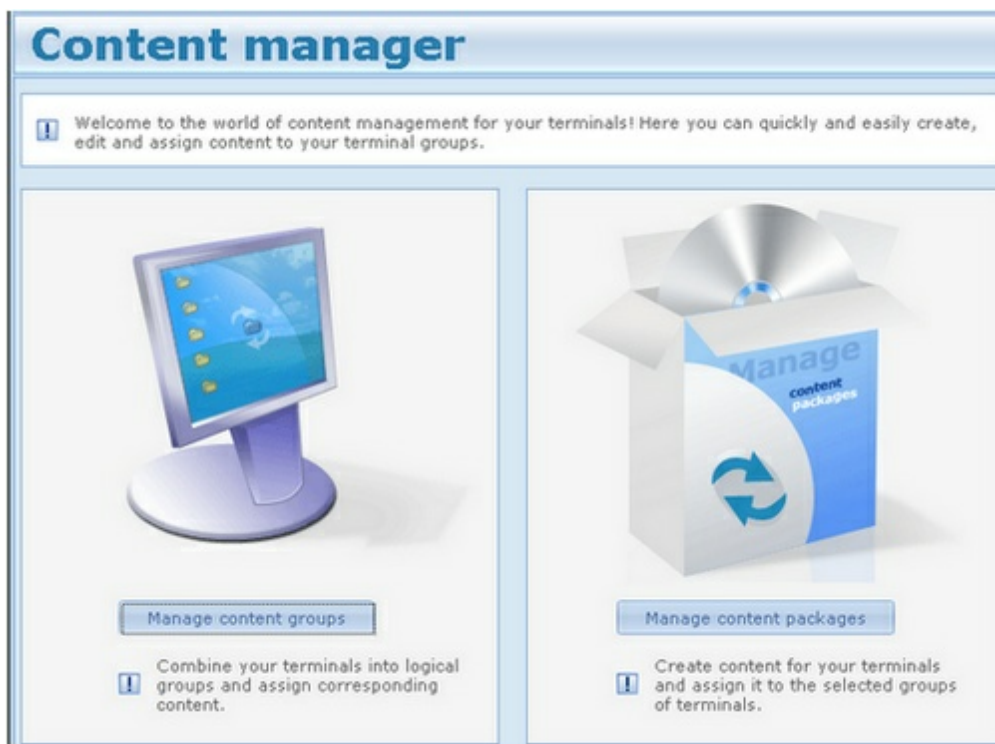 Content manager
Welcome to the world of content management for your terminals! Here you can quickly and easily create,
edit and assign content to your terminal groups.
Manage
content
packages
Manage content groups
Manage content packages
Combine your terminals into logical
groups and assign corresponding
content.
Create content for your terminals
and assign it to the selected groups
of terminals.